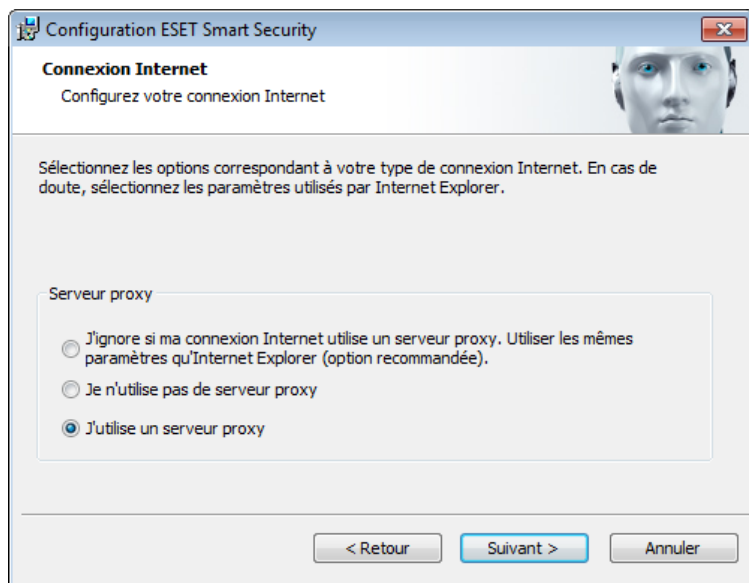 Configuration ESET Smart Security
Connexion Internet
Configurez votre connexion Internet
Sélectionnez les options correspondant à votre type de connexion Internet. En cas de
doute, sélectionnez les paramètres utilisés par Internet Explorer.
Serveur proxy
J'ignore si ma connexion Internet utilise un serveur proxy. Utiliser les mêmes
paramètres qu'Internet Explorer (option recommandée).
Je n'utilise pas de serveur proxy
J'utilise un serveur proxy
< Retour
Suivant >
Annuler